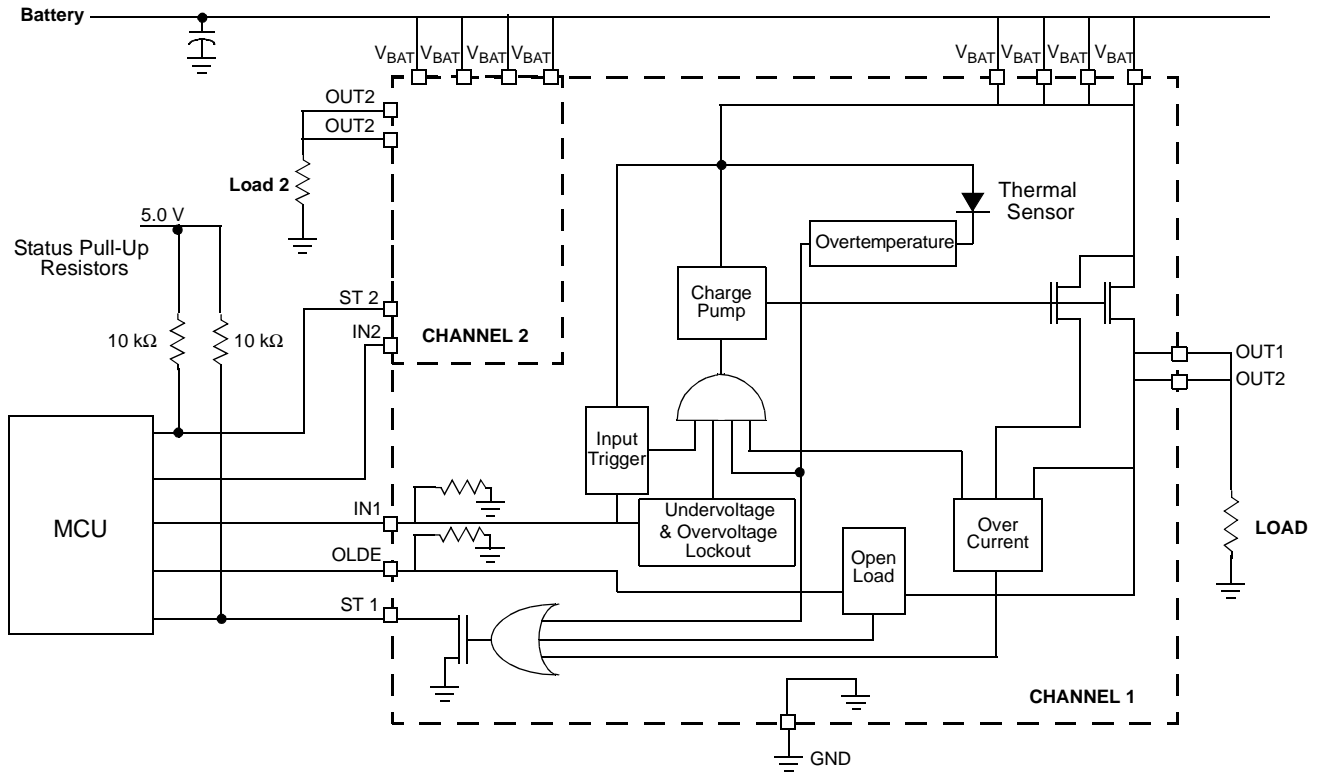 Battery
VBAT VBAT VBAT VBAT
VBAT VBAT VBAT VBAT
OUT2
OUT2
Load 2
5.0 V
Status Pull-Up
Resistors
10 kΩ
10 kΩ
ST 2
IN2
CHANNEL 2
Thermal
Sensor
Overtemperature
Charge
Pump
OUT1
OUT2
Input
Trigger
MCU
IN1
OLDE
ST 1
Undervoltage
& Overvoltage
Lockout
Open
Load
Over
Current
LOAD
CHANNEL 1
GND